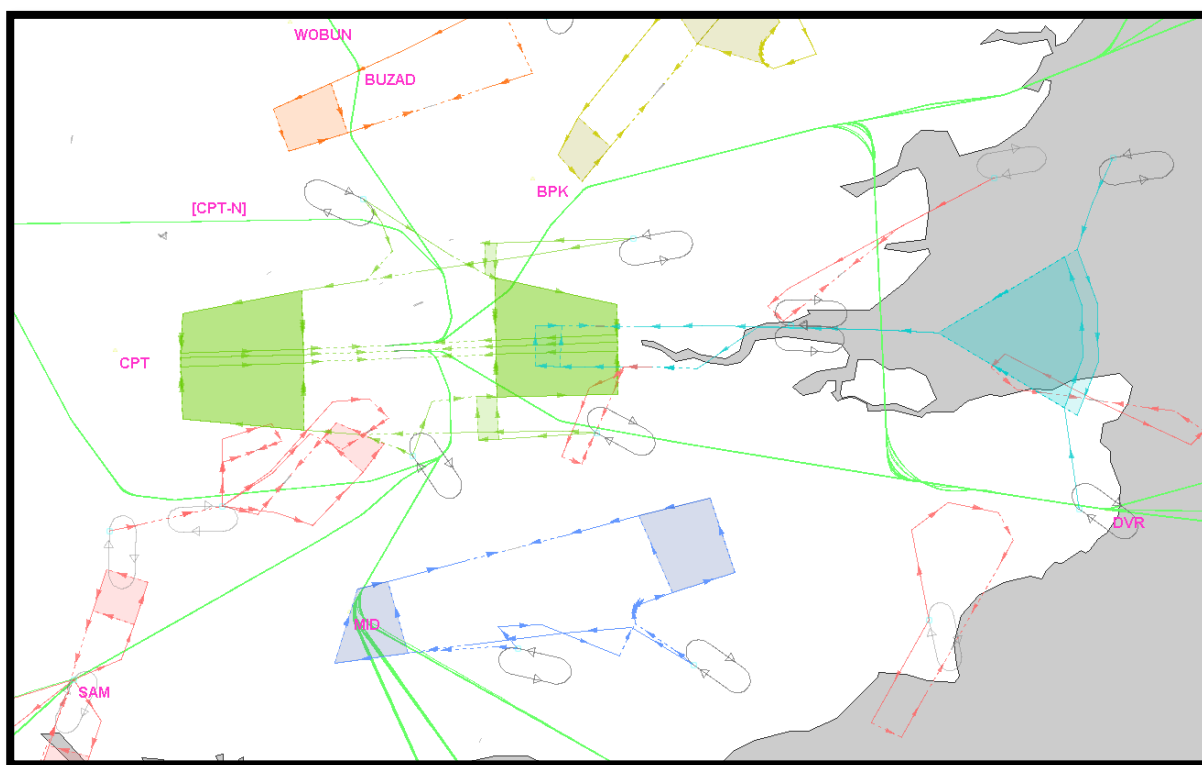 WOBUN
BUZAD
BPK
[CPT-N]
CPT
DVR
MID
SAM